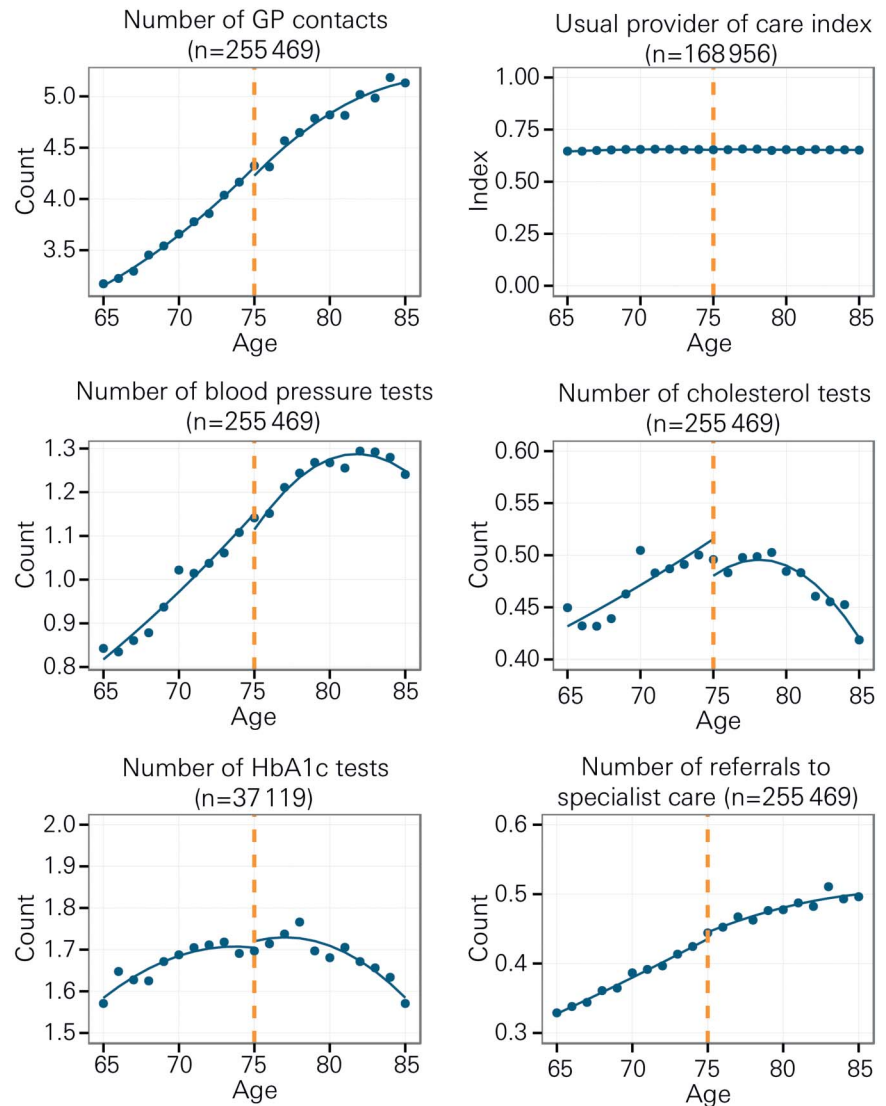 Number of GP contacts
(n=255 469)
Count
5.0
4.5
4.0
3.5
65 70 75 80 85
Age
Usual provider of care index
(n=168 956)
Index
1.00
0.75
0.50
0.25
0.00
65 70 75 80 85
Age
Number of blood pressure tests
(n=255 469)
Count
1.3
1.2
1.1
1.0
0.9
0.8
65 70 75 80 85
Age
Number of cholesterol tests
(n=255 469)
Count
0.60
0.55
0.50
0.45
0.40
65 70 75 80 85
Age
Number of HbA1c tests
(n=37 119)
Count
2.0
1.9
1.8
1.7
1.6
1.5
65 70 75 80 85
Age
Number of referrals to
specialist care (n=255 469)
Count
0.6
0.5
0.4
0.3
65 70 75 80 85
Age